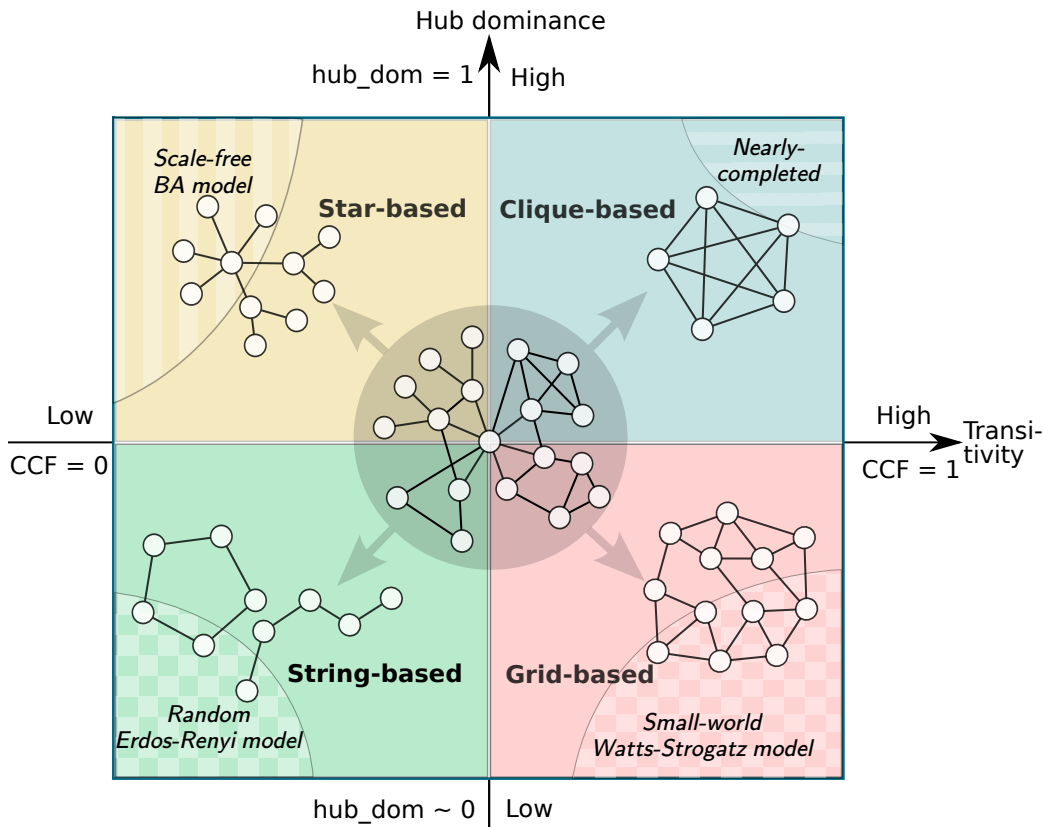 Hub dominance
hub_dom = 1
High
Scale-free
BA model
Star-based
Clique-based
Nearly-
completed
Low
CCF = 0
High
CCF = 1
Transi-
tivity
String-based
Grid-based
Random
Erdos-Renyi model
Small-world
Watts-Strogatz model
hub_dom ~ 0
Low